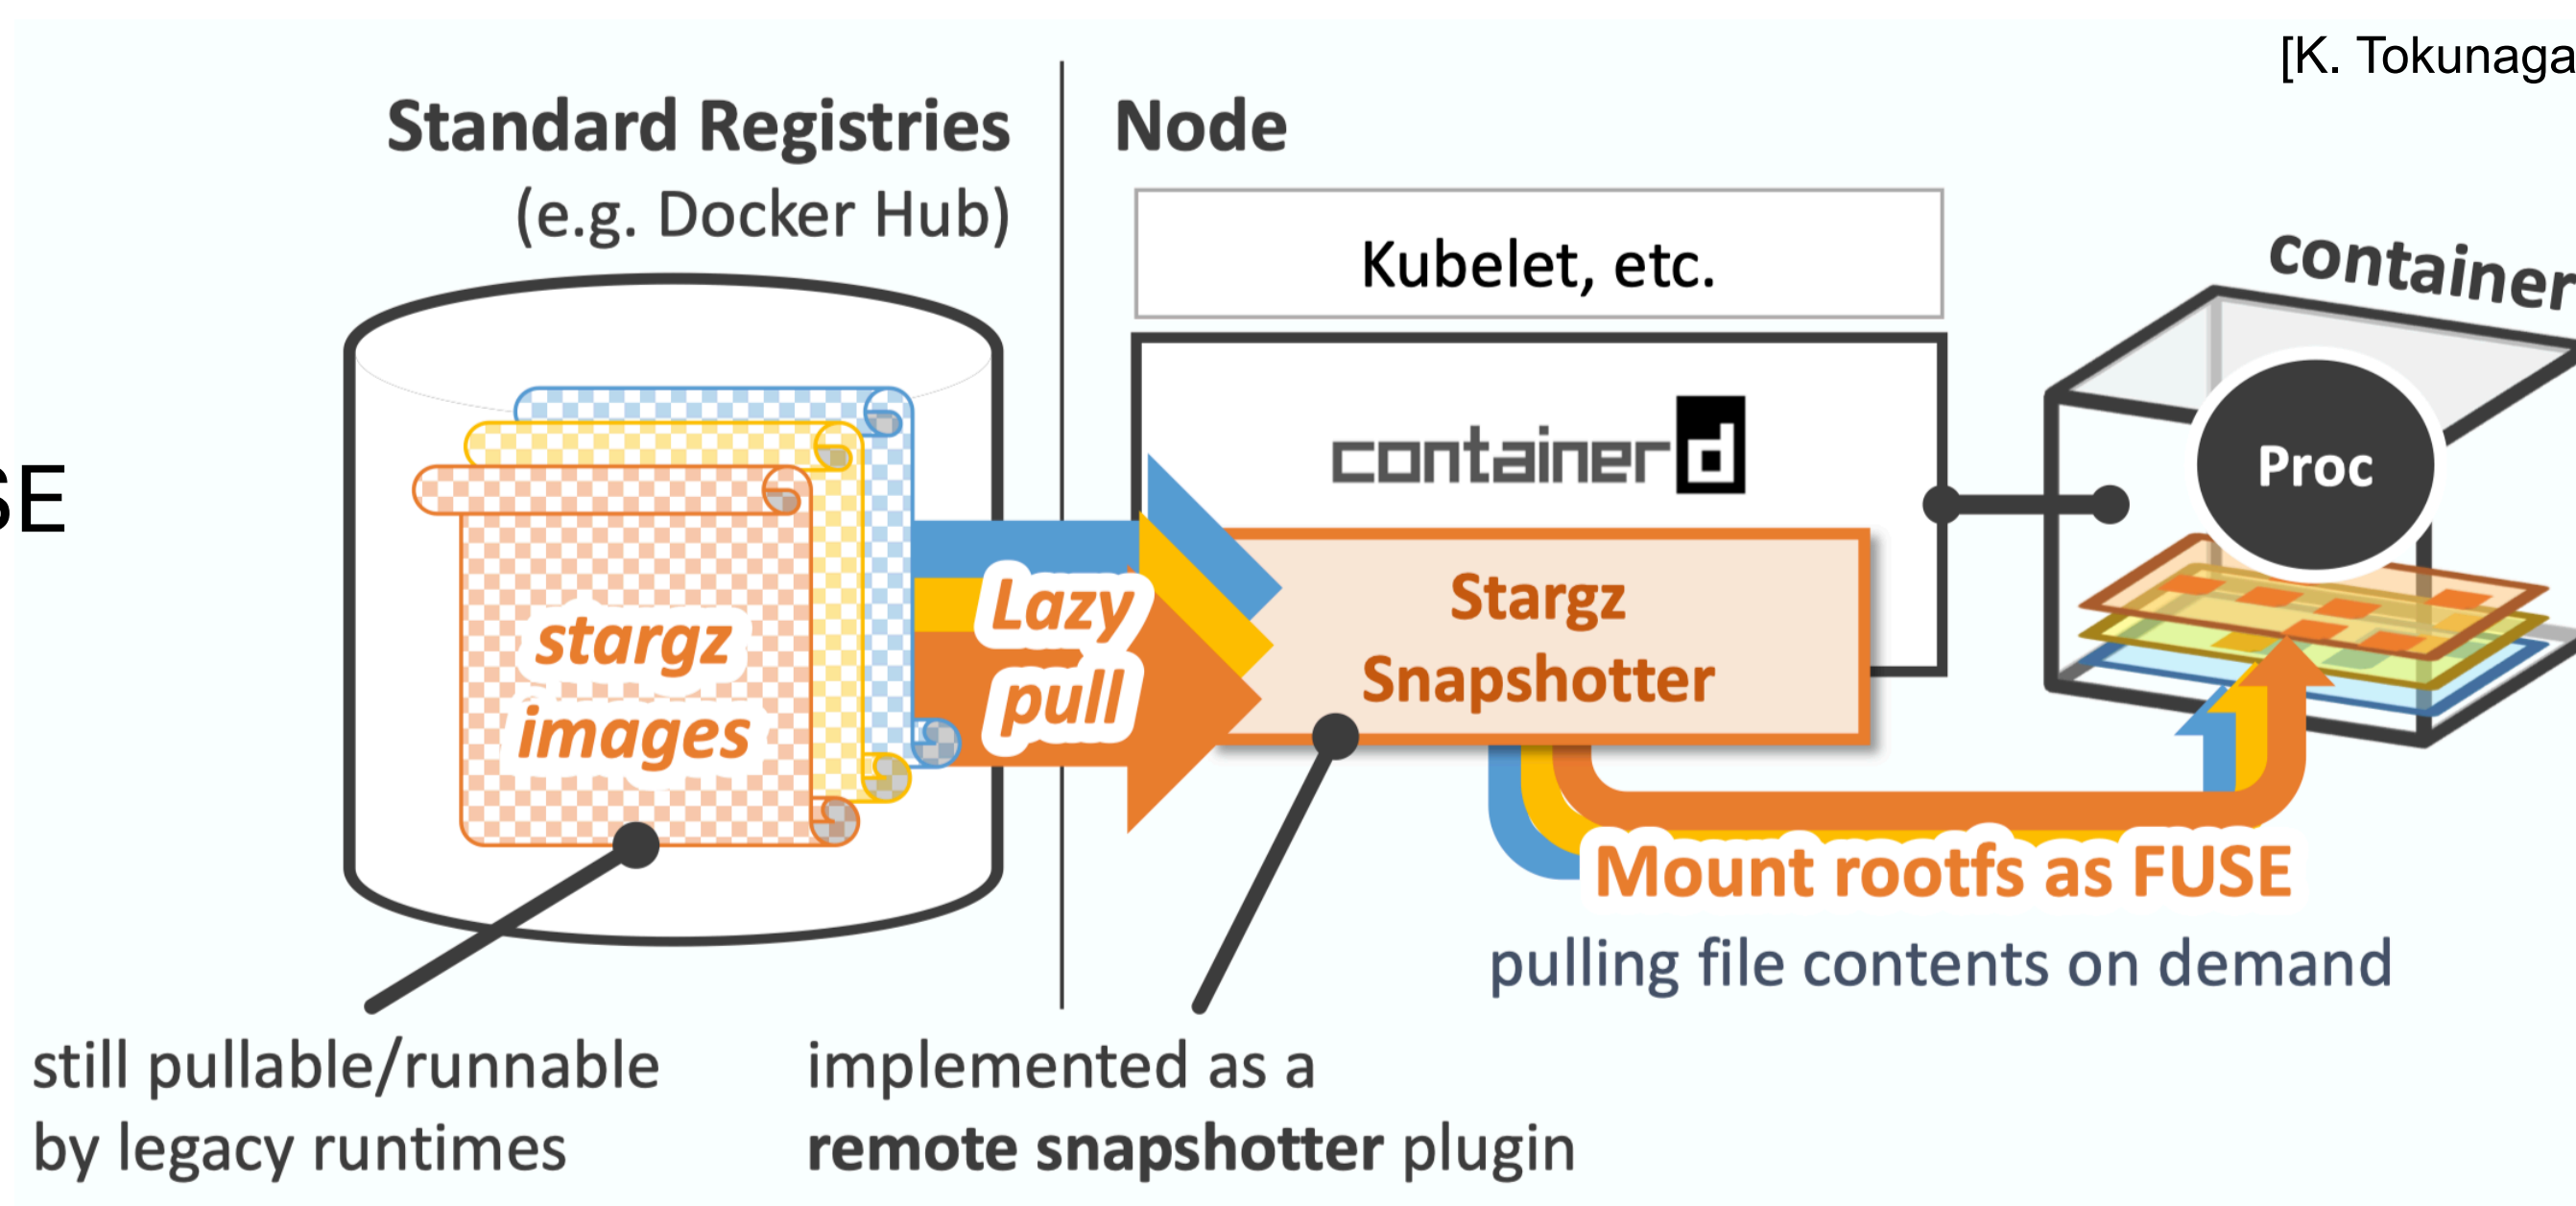 [K. Tokunaga
Standard Registries
(e.g. Docker Hub)
Node
Kubelet, etc.
container
containerd
Proc
SE
Lazy
pull
stargz
images
Stargz
Snapshotter
Mount rootfs as FUSE
pulling file contents on demand
still pullable/runnable
by legacy runtimes
implemented as a
remote snapshotter plugin